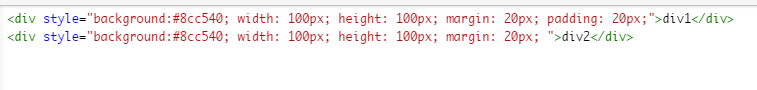 <div style="background:#8cc540; width: 100px; height: 100px; margin: 20px; padding: 20px;">div1</div>
<div style="background:#8cc540; width: 100px; height: 100px; margin: 20px; ">div2</div>